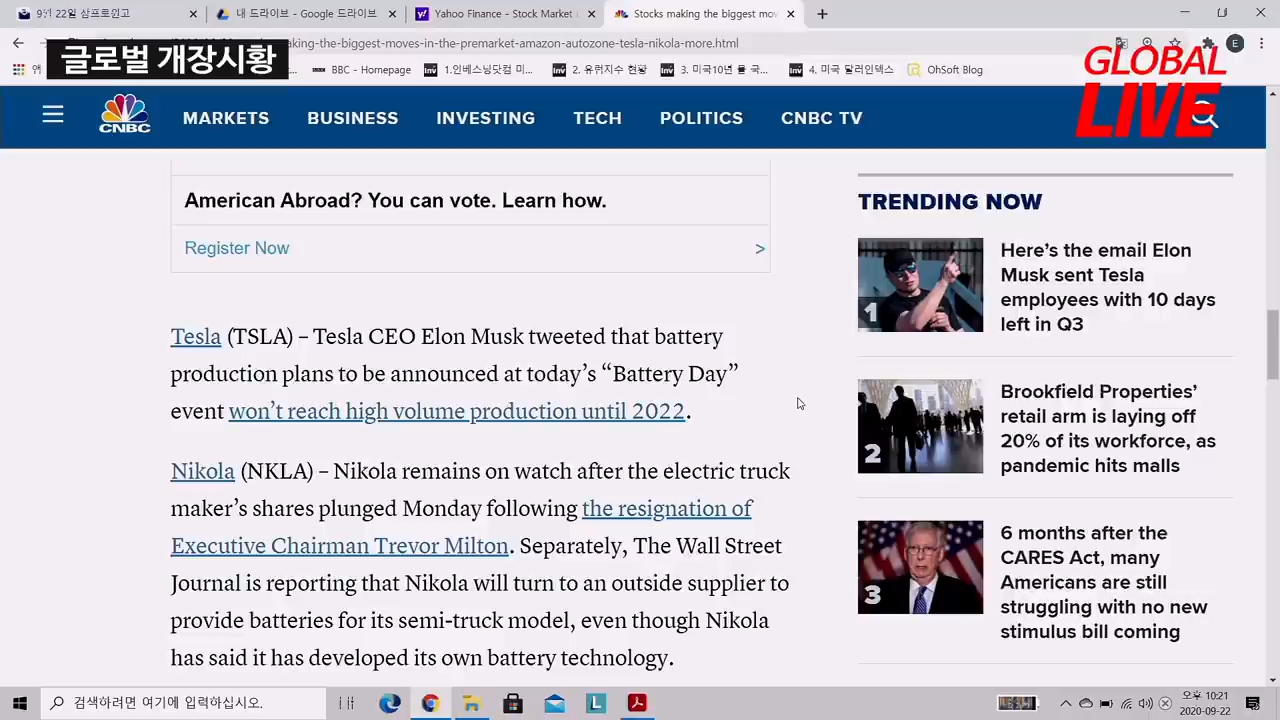 9월 22일 샴프로원고
내 드라이브 - Google 드라이브
Yahoo Finance - Stock Market
Stocks making the biggest mov
글로벌 개장시황
aking-the-biggest-moves-in-the-premarket-amazon-autozone-tesla-nikola-more.html
E
BBC - Homepage
1.인베스닝닷컴 미...
2. 유럽지수 현황
3. 미국10년 물 국...
4. 미국 달러인덱스
OhSoft Blog
GLOBAL
LIVE
CNBC
MARKETS
BUSINESS
INVESTING
TECH
POLITICS
CNBC TV
American Abroad? You can vote. Learn how.
Register Now >
Tesla (TSLA) – Tesla CEO Elon Musk tweeted that battery
production plans to be announced at today’s “Battery Day”
event won’t reach high volume production until 2022.
Nikola (NKLA) – Nikola remains on watch after the electric truck
maker’s shares plunged Monday following the resignation of
Executive Chairman Trevor Milton. Separately, The Wall Street
Journal is reporting that Nikola will turn to an outside supplier to
provide batteries for its semi-truck model, even though Nikola
has said it has developed its own battery technology.
TRENDING NOW
1
Here’s the email Elon
Musk sent Tesla
employees with 10 days
left in Q3
2
Brookfield Properties’
retail arm is laying off
20% of its workforce, as
pandemic hits malls
3
6 months after the
CARES Act, many
Americans are still
struggling with no new
stimulus bill coming
검색하려면 여기에 입력하십시오.
L
오후 10:21
2020-09-22